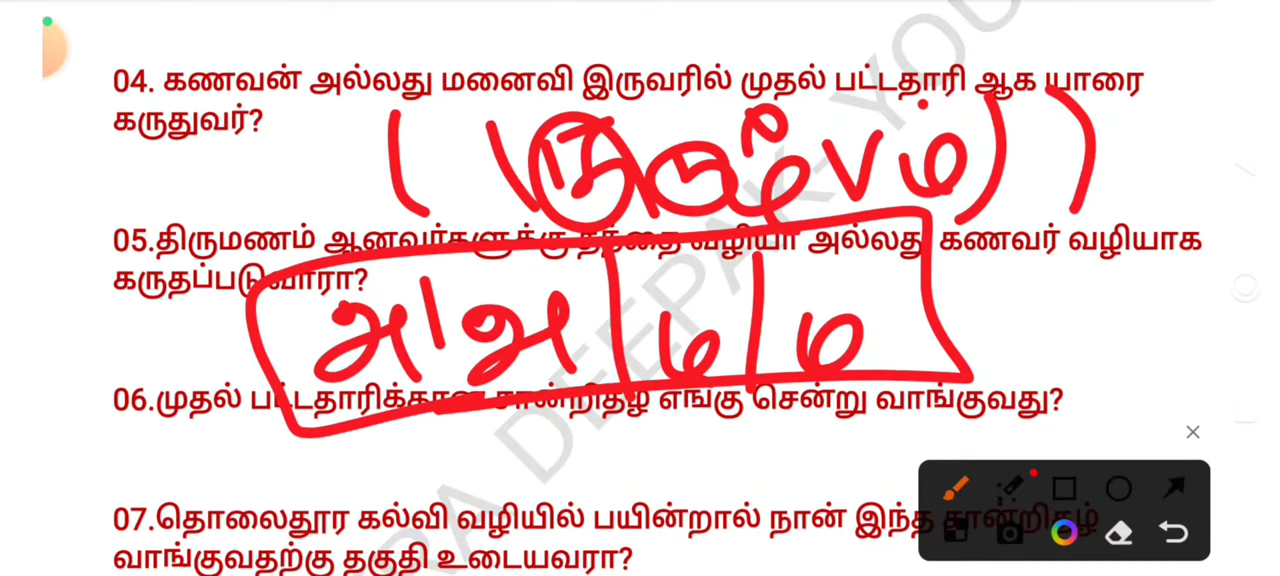 04. கணவன் அல்லது மனைவி இருவரில் முதல் பட்டதாரி ஆக யாரை
கருதுவர்?
05.திருமணம் ஆனவர்களுக்கு தந்தை வழியா அல்லது கணவர் வழியாக
கருதப்படுவாரா?
அ அ ம ம
06.முதல் பட்டதாரிக்கான சான்றிதழ் எங்கு சென்று வாங்குவது?
07.தொலைதூர கல்வி வழியில் பயின்றால் நான் இந்த சான்றிதழ்
வாங்குவதற்கு தகுதி உடையவரா?
DEEPAK-YOU